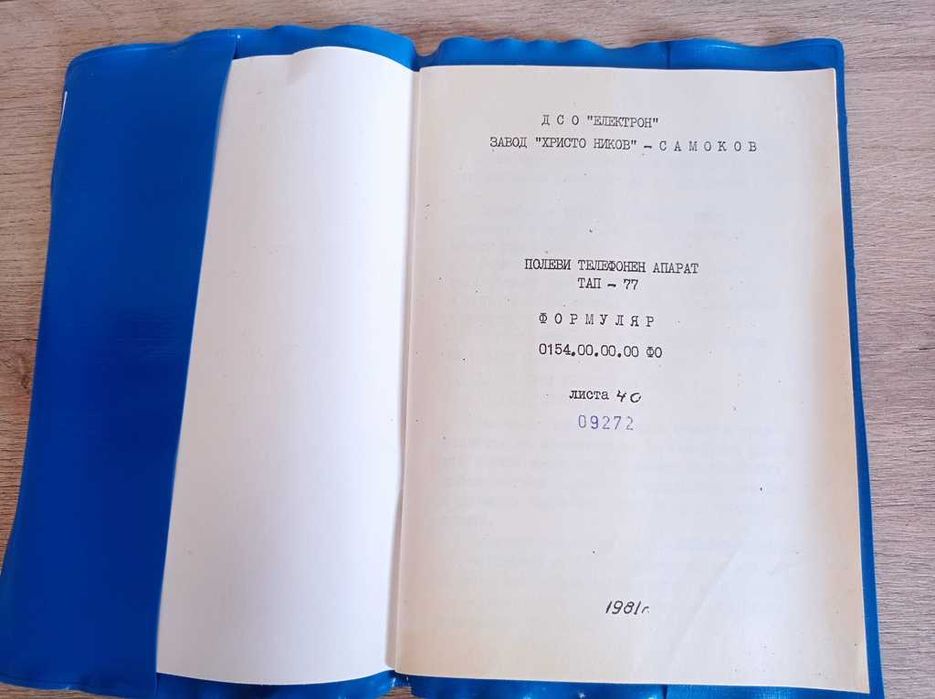 Д С О "ЕЛЕКТРОН"
ЗАВОД "ХРИСТО НИКОВ" – С А М О К О В
ПОЛЕВИ ТЕЛЕФОНЕН АПАРАТ
ТАП – 77
Ф О Р М У Л Я Р
0154.00.00.00 ФО
листа 40
09272
1981г.